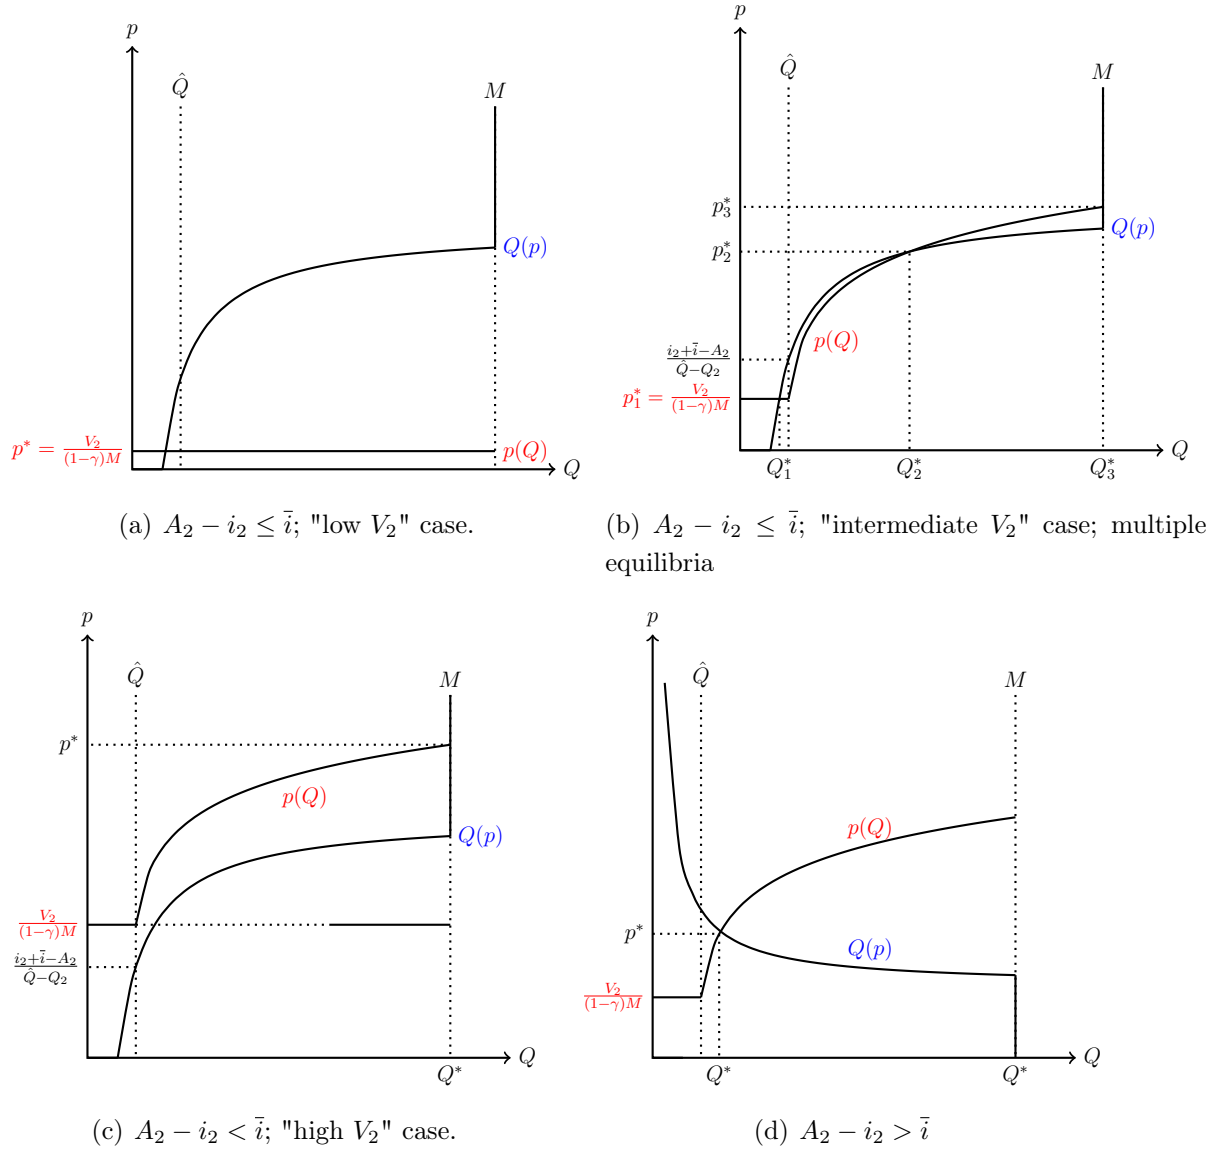 p
Q̂
M
Q(p)
p* = V₂/((1−γ)M)
p(Q)
Q
(a) A₂ − i₂ ≤ ī; "low V₂" case.
p
Q̂
M
p₃*
Q(p)
p₂*
p(Q)
(i₂+ī−A₂)/(Q̂−Q₂)
p₁* = V₂/((1−γ)M)
Q
Q₁* Q₂* Q₃*
(b) A₂ − i₂ ≤ ī; "intermediate V₂" case; multiple
equilibria
p
Q̂
M
p*
p(Q)
Q(p)
V₂/((1−γ)M)
(i₂+ī−A₂)/(Q̂−Q₂)
Q
Q*
(c) A₂ − i₂ < ī; "high V₂" case.
p
Q̂
M
p(Q)
p*
Q(p)
V₂/((1−γ)M)
Q
Q* Q*
(d) A₂ − i₂ > ī